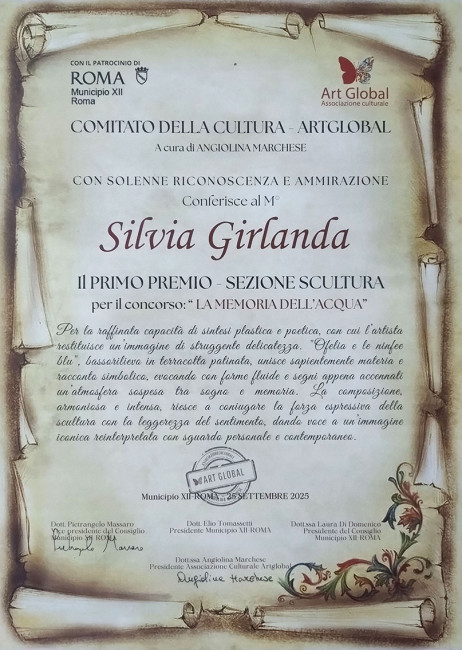 CON IL PATROCINIO DI
ROMA
Municipio XII
Roma
Art Global
Associazione culturale
COMITATO DELLA CULTURA - ARTGLOBAL
A cura di ANGIOLINA MARCHESE
CON SOLENNE RICONOSCENZA E AMMIRAZIONE
Conferisce al M°
Silvia Girlanda
Il PRIMO PREMIO - SEZIONE SCULTURA
per il concorso: “ LA MEMORIA DELL’ACQUA”
Per la raffinata capacità di sintesi plastica e poetica, con cui l'artista
restituisce un'immagine di struggente delicatezza. "Ofelia e le ninfee
blu", bassorilievo in terracotta patinata, unisce sapientemente materia e
racconto simbolico, evocando con forme fluide e segni appena accennati
un'atmosfera sospesa tra sogno e memoria. La composizione,
armoniosa e intensa, riesce a coniugare la forza espressiva della
scultura con la leggerezza del sentimento, dando voce a un'immagine
iconica reinterpretata con sguardo personale e contemporaneo.
ART GLOBAL
Municipio XII-ROMA, 25 SETTEMBRE 2025
Dott. Pietrangelo Massaro
Vice presidente del Consiglio
Municipio XII-ROMA
Pietrangelo Massaro
Dott. Elio Tomassetti
Presidente Municipio XII-ROMA
Dott.ssa Laura Di Domenico
Presidente del Consiglio
Municipio XII-ROMA
Dott.ssa Angiolina Marchese
Presidente Associazione Culturale Artglobal
Angiolina Marchese